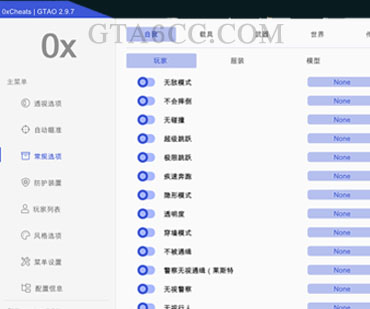 0xCheats | GTAO 2.9.7
GTA6CC.COM
0x
自我 载具 武器 世界
主菜单
玩家 服装 模型
透视选项
自动瞄准
常规选项
防护装置
玩家列表
风格选项
菜单设置
配置信息
无敌模式 None
不会摔倒 None
无碰撞 None
超级跳跃 None
极限跳跃 None
疾速奔跑 None
隐形模式 None
透明度 None
穿墙模式 None
不被通缉 None
警察无视通缉（莱斯特 None
无视警察 None
无视行人 None